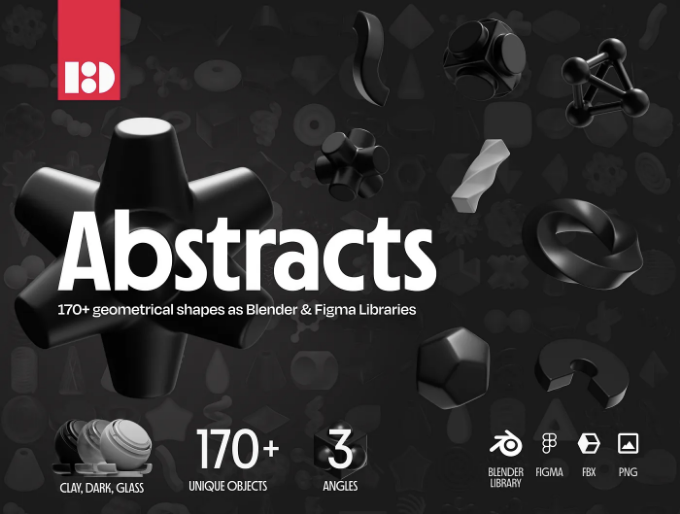 Abstracts
170+ geometrical shapes as Blender & Figma Libraries
CLAY, DARK, GLASS
170+
UNIQUE OBJECTS
3
ANGLES
BLENDER
LIBRARY
FIGMA
FBX
PNG